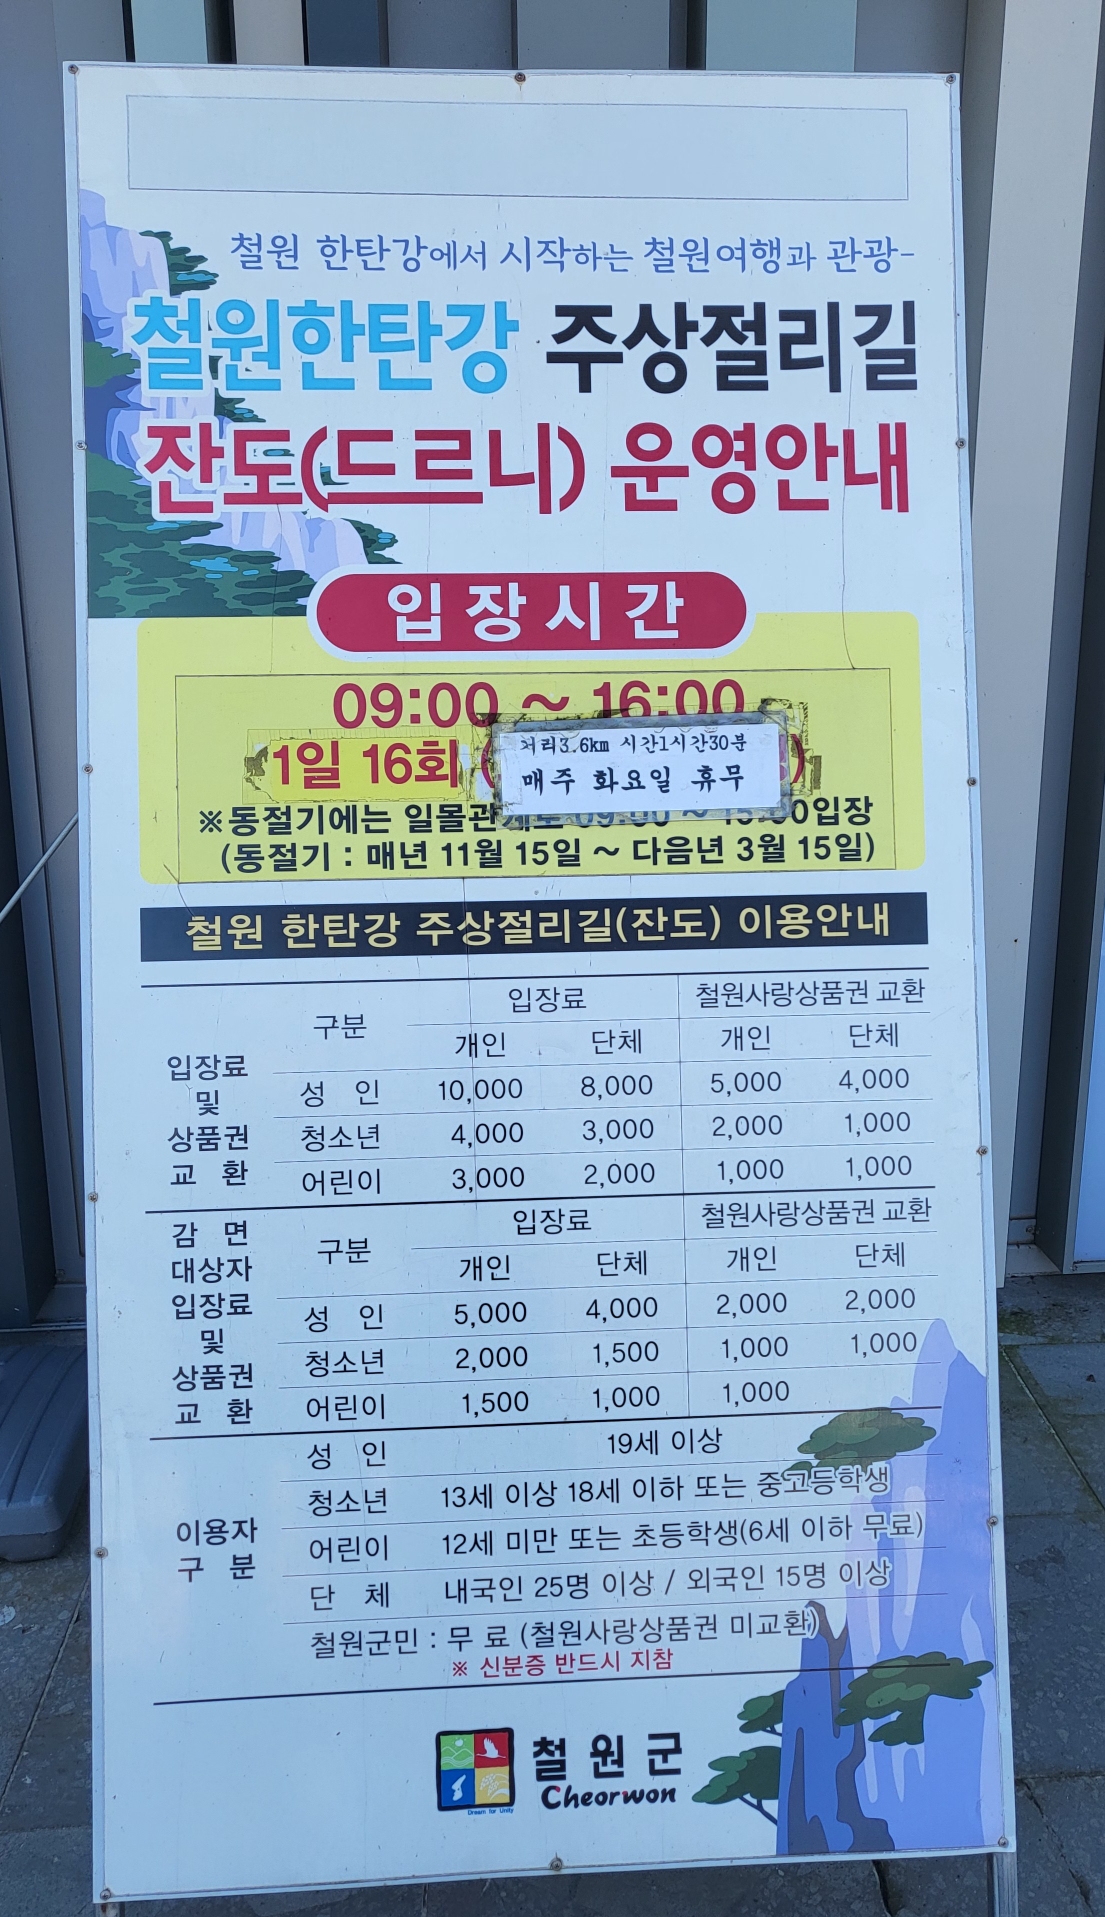 철원 한탄강에서 시작하는 철원여행과 관광-
철원한탄강 주상절리길
잔도(드르니) 운영안내
입장시간
09:00 ~ 16:00
1일 16회 (
)
거리3.6km 시간1시간30분
매주 화요일 휴무
※동절기에는 일몰관계로 09:00 ~ 입장
(동절기 : 매년 11월 15일 ~ 다음년 3월 15일)
철원 한탄강 주상절리길(잔도) 이용안내
입장료 및 상품권 교 환
구분 입장료 철원사랑상품권 교환
개인 단체 개인 단체
성 인 10,000 8,000 5,000 4,000
청소년 4,000 3,000 2,000 1,000
어린이 3,000 2,000 1,000 1,000
감 면 대상자 입장료 및 상품권 교 환
구분 입장료 철원사랑상품권 교환
개인 단체 개인 단체
성 인 5,000 4,000 2,000 2,000
청소년 2,000 1,500 1,000 1,000
어린이 1,500 1,000 1,000
이용자 구 분
성 인 19세 이상
청소년 13세 이상 18세 이하 또는 중고등학생
어린이 12세 미만 또는 초등학생(6세 이하 무료)
단 체 내국인 25명 이상 / 외국인 15명 이상
철원군민 : 무 료 (철원사랑상품권 미교환)
※ 신분증 반드시 지참
철원군
Cheorwon
Dream for Unity